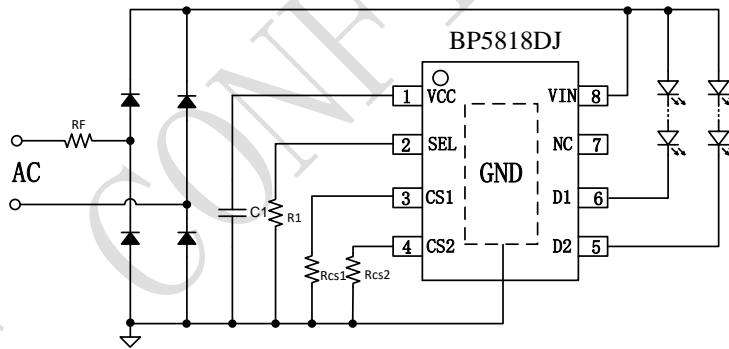 BP5818DJ
1 VCC VIN 8
RF
2 SEL NC 7
AC
GND
3 CS1 D1 6
C1 R1
4 CS2 D2 5
Rcs1 Rcs2
CONF